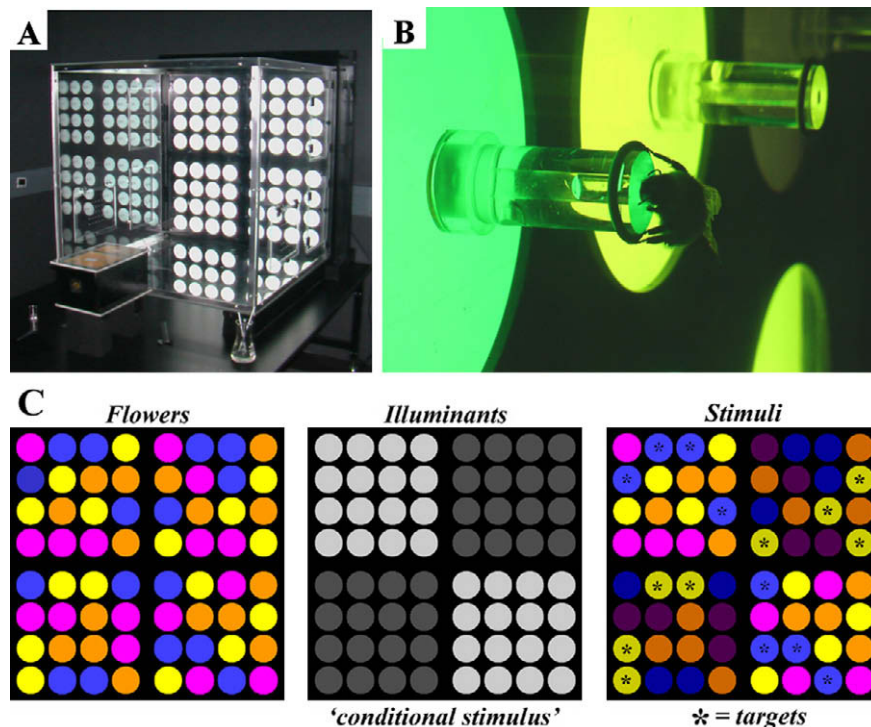 A
B
C
Flowers
Illuminants
Stimuli
'conditional stimulus'
* = targets